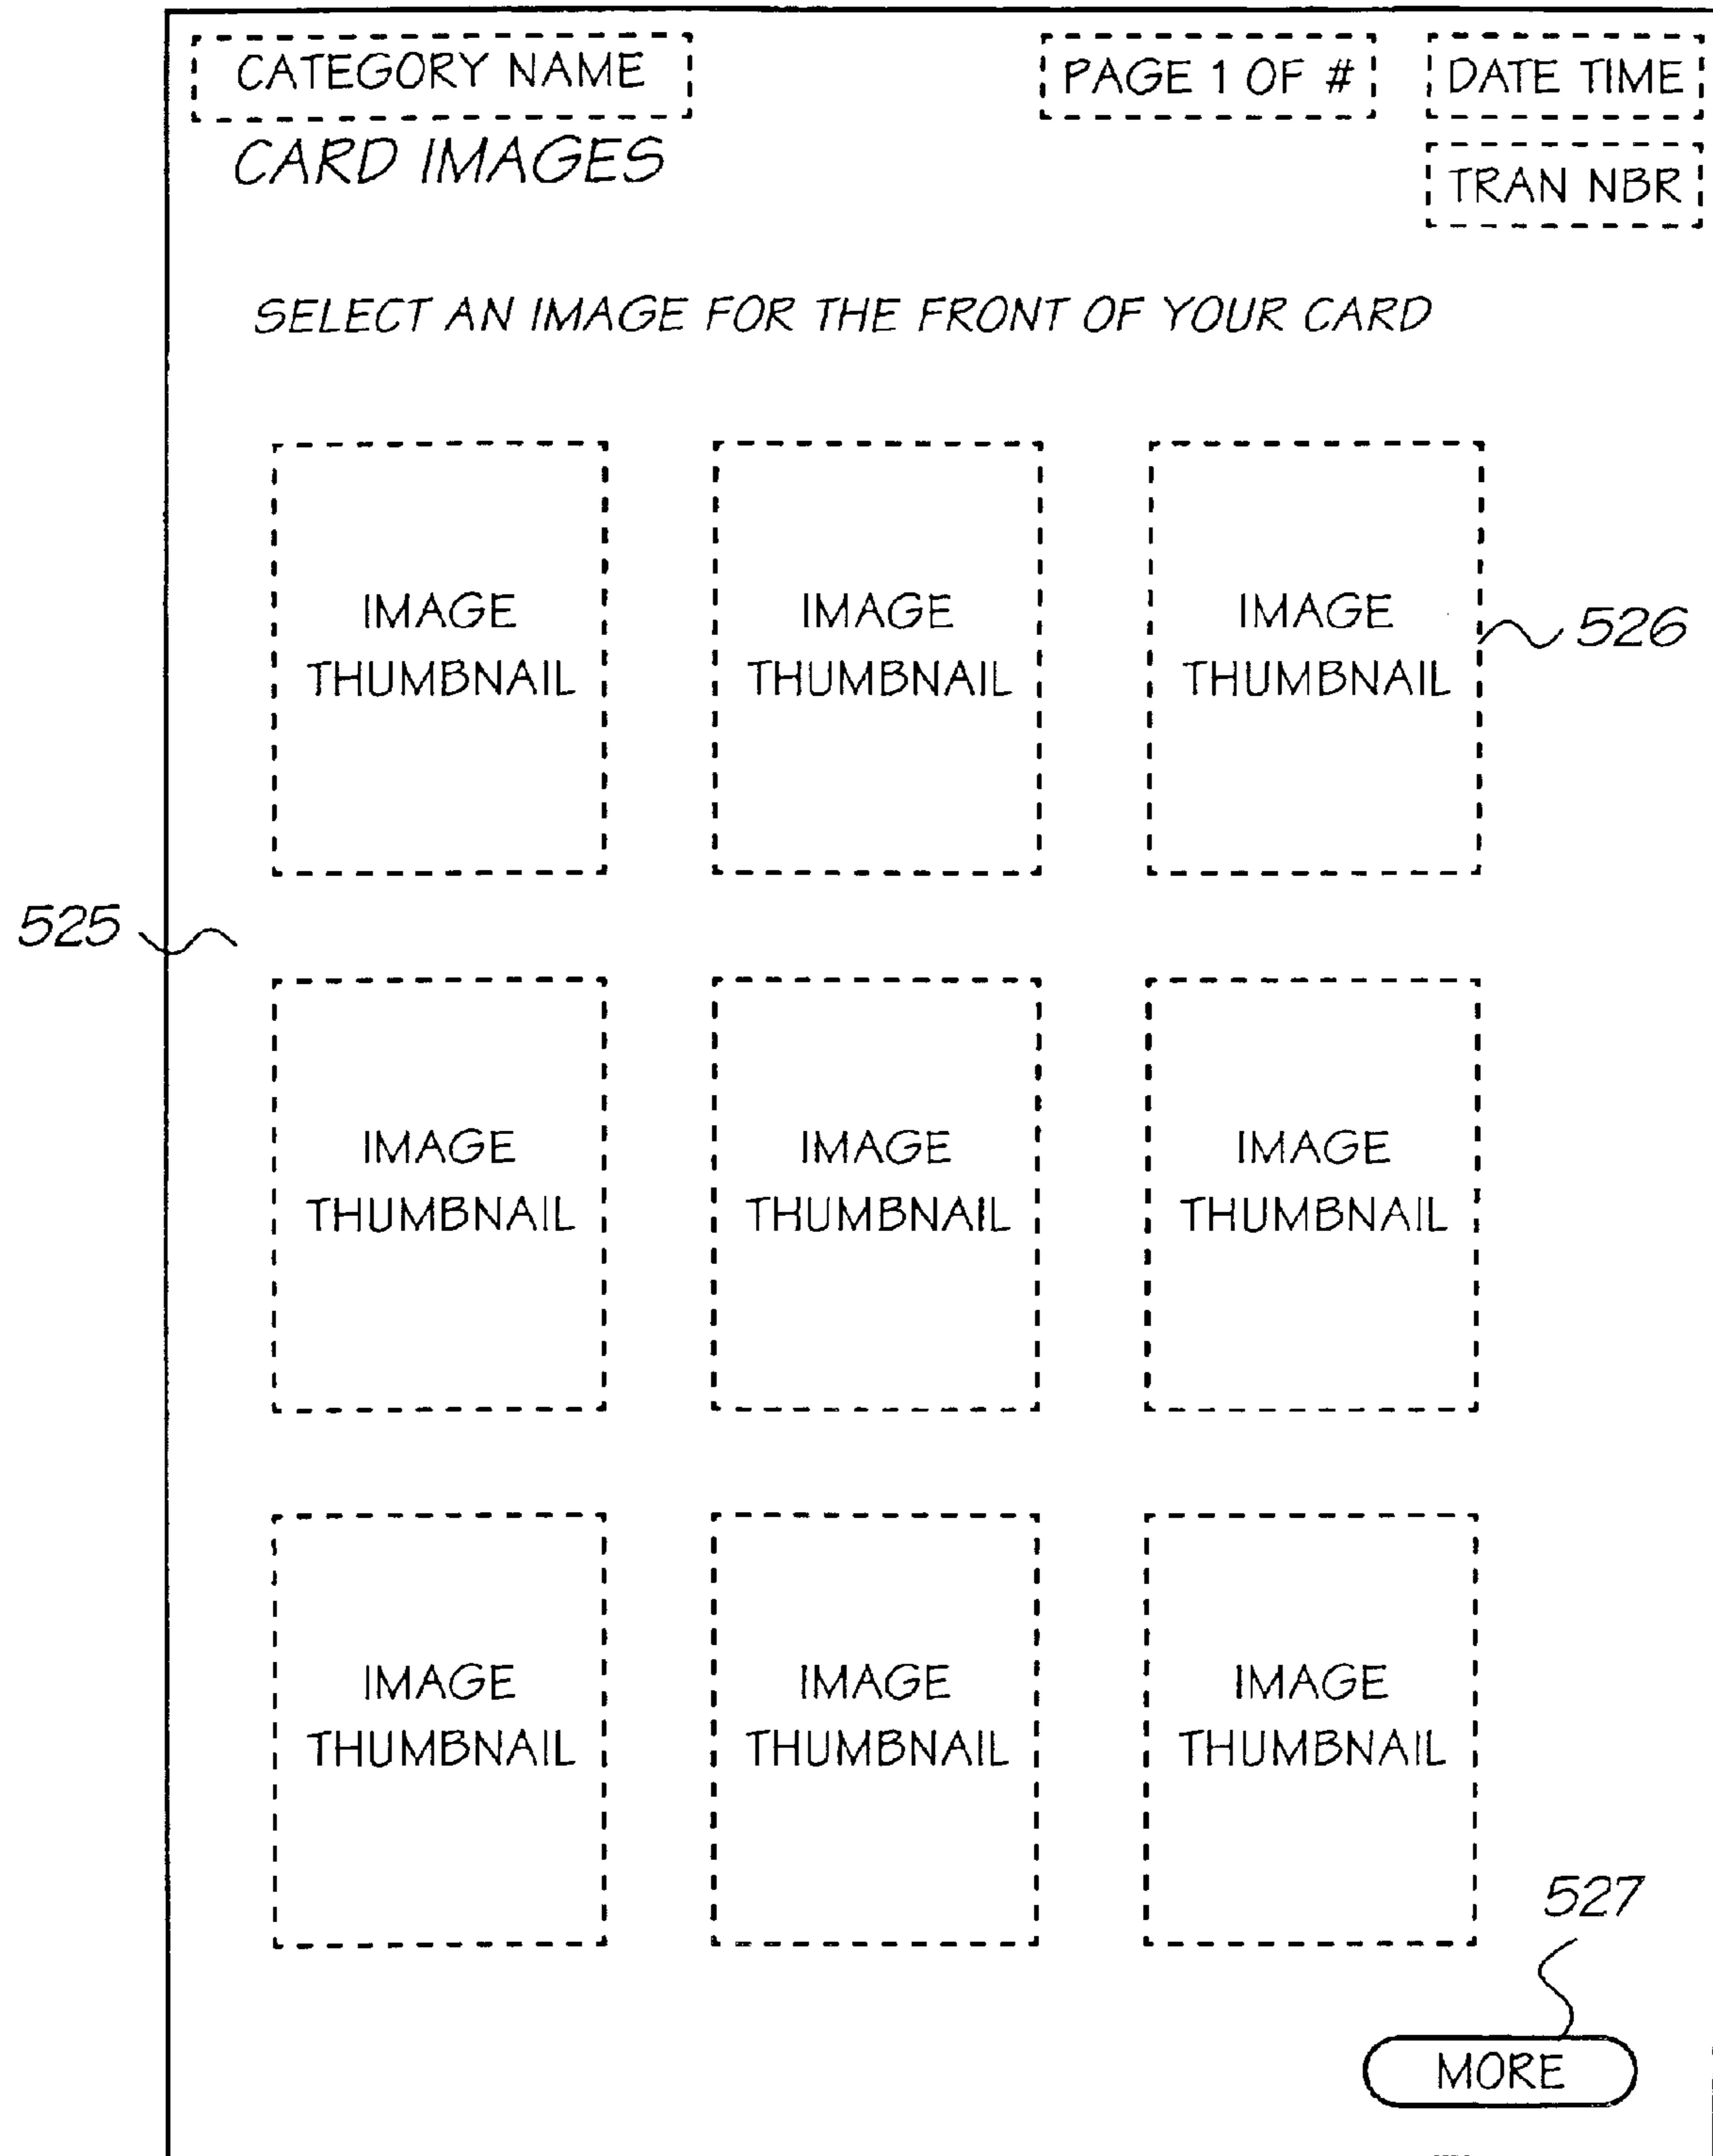 CATEGORY NAME PAGE 1 OF # DATE TIME
CARD IMAGES TRAN NBR
SELECT AN IMAGE FOR THE FRONT OF YOUR CARD
IMAGE IMAGE IMAGE 526
THUMBNAIL THUMBNAIL THUMBNAIL
525
IMAGE IMAGE IMAGE
THUMBNAIL THUMBNAIL THUMBNAIL
IMAGE IMAGE IMAGE
THUMBNAIL THUMBNAIL THUMBNAIL
527
MORE